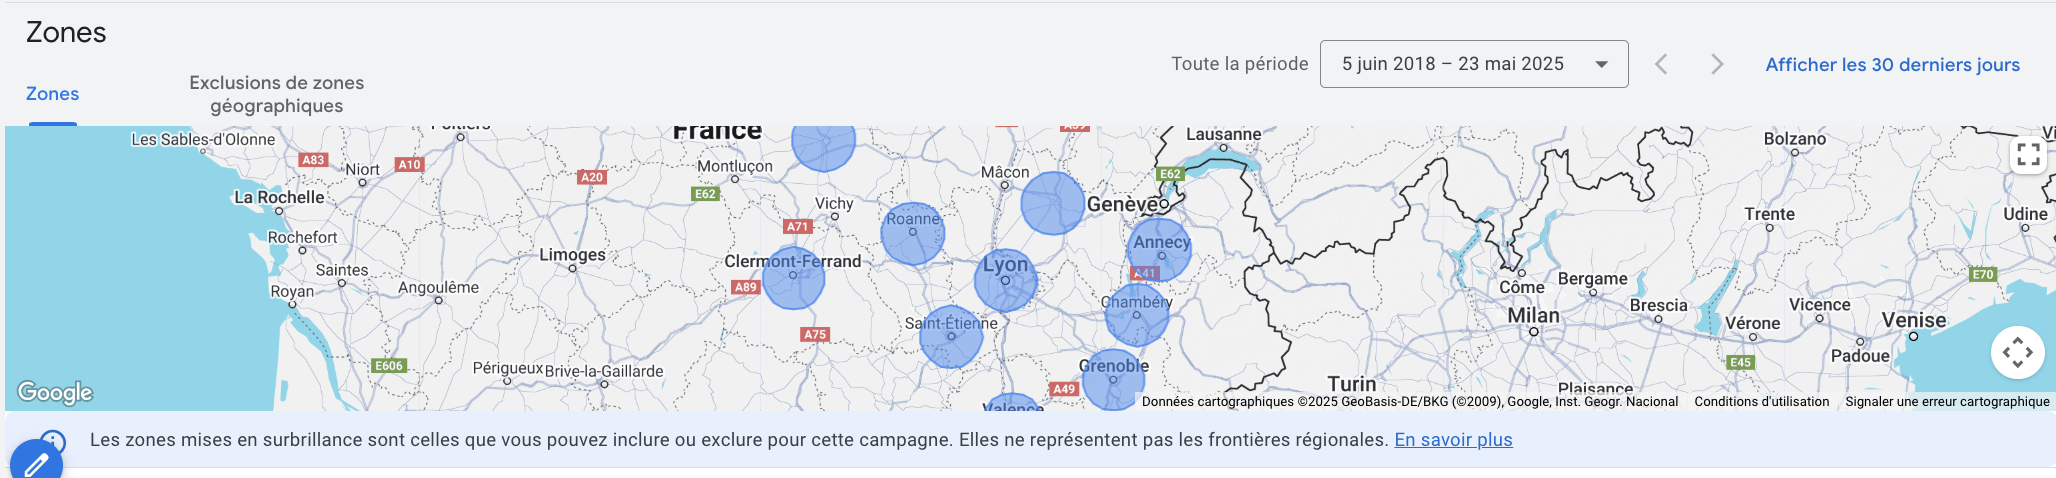 Zones
Toute la période
5 juin 2018 – 23 mai 2025
Afficher les 30 derniers jours
Zones
Exclusions de zones
géographiques
Les Sables-d'Olonne
Poitiers
France
Lausanne
Bolzano
A83
Niort
A10
A20
Montluçon
E62
Mâcon
E62
La Rochelle
Vichy
Roanne
Genève
Trente
Udine
A71
Rochefort
Limoges
Clermont-Ferrand
Lyon
Annecy
Saintes
A89
A41
Bergame
E70
Royan
Angoulême
Chambéry
Côme
Brescia
Vicence
Saint-Étienne
Milan
Vérone
Venise
A75
E606
Périgueux
Brive-la-Gaillarde
Grenoble
E45
Padoue
Google
A49
Turin
Plaisance
Valence
Données cartographiques ©2025 GeoBasis-DE/BKG (©2009), Google, Inst. Geogr. Nacional
Conditions d'utilisation
Signaler une erreur cartographique
Les zones mises en surbrillance sont celles que vous pouvez inclure ou exclure pour cette campagne. Elles ne représentent pas les frontières régionales. En savoir plus